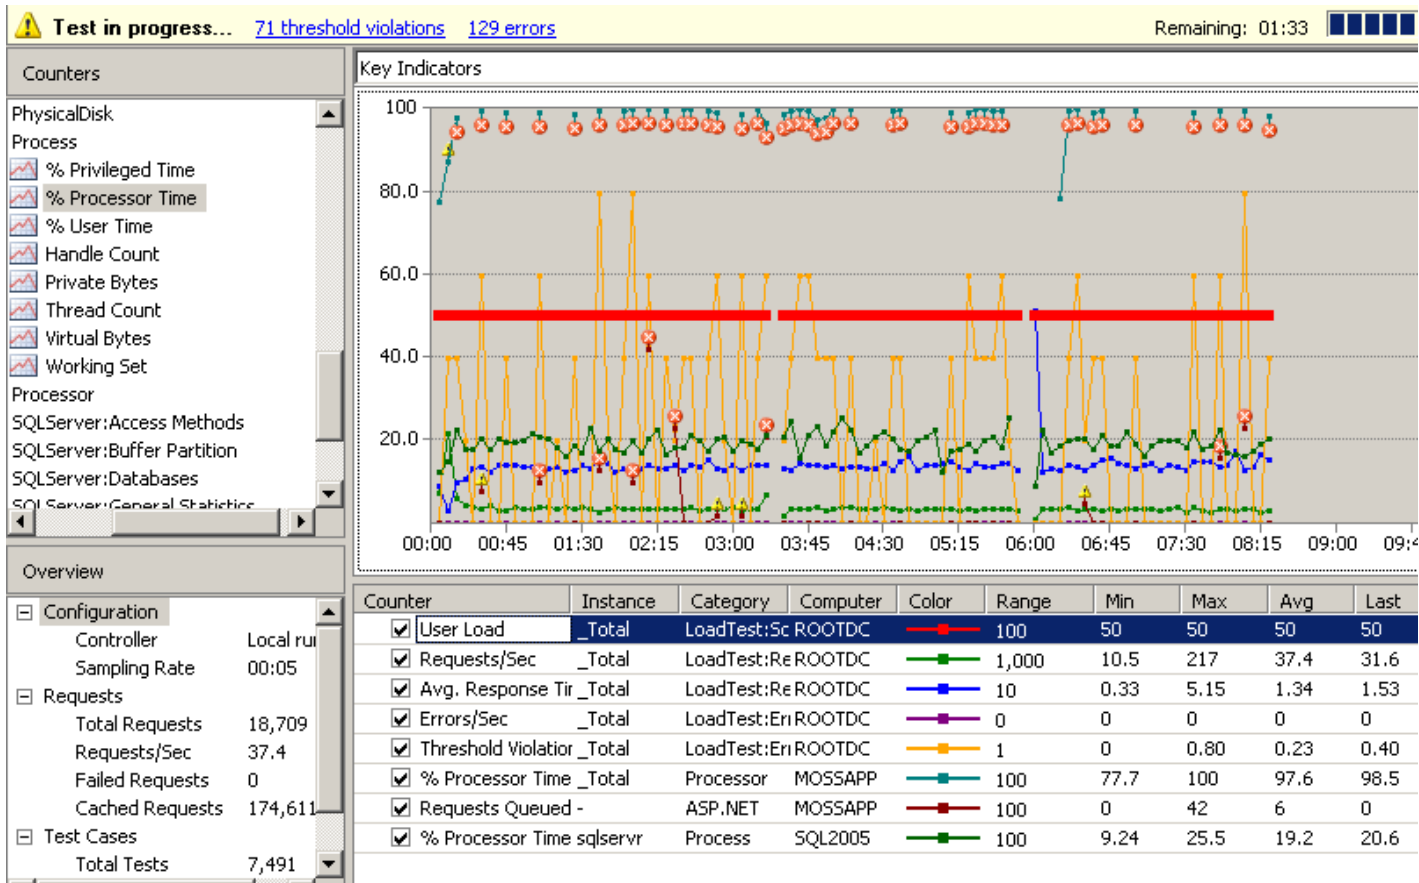 Test in progress... 71 threshold violations 129 errors Remaining: 01:33
Counters
PhysicalDisk
Process
% Privileged Time
% Processor Time
% User Time
Handle Count
Private Bytes
Thread Count
Virtual Bytes
Working Set
Processor
SQLServer:Access Methods
SQLServer:Buffer Partition
SQLServer:Databases
SQLServer:General Statistics
Overview
Configuration
Controller Local ru
Sampling Rate 00:05
Requests
Total Requests 18,709
Requests/Sec 37.4
Failed Requests 0
Cached Requests 174,611
Test Cases
Total Tests 7,491
Key Indicators
100
80.0
60.0
40.0
20.0
00:00 00:45 01:30 02:15 03:00 03:45 04:30 05:15 06:00 06:45 07:30 08:15 09:00 09:4
Counter Instance Category Computer Color Range Min Max Avg Last
User Load _Total LoadTest:Sc ROOTDC 100 50 50 50 50
Requests/Sec _Total LoadTest:Re ROOTDC 1,000 10.5 217 37.4 31.6
Avg. Response Tir _Total LoadTest:Re ROOTDC 10 0.33 5.15 1.34 1.53
Errors/Sec _Total LoadTest:Err ROOTDC 0 0 0 0 0
Threshold Violatior _Total LoadTest:Err ROOTDC 1 0 0.80 0.23 0.40
% Processor Time _Total Processor MOSSAPP 100 77.7 100 97.6 98.5
Requests Queued - ASP.NET MOSSAPP 100 0 42 6 0
% Processor Time sqlservr Process SQL2005 100 9.24 25.5 19.2 20.6